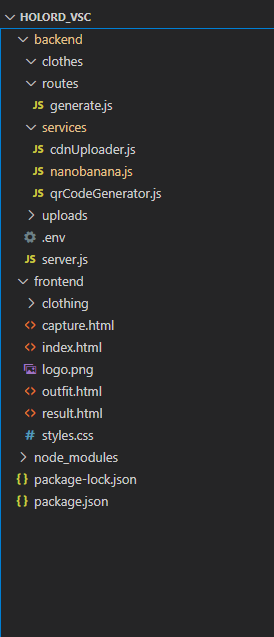 HOLORD_VSC
backend
clothes
routes
JS generate.js
services
JS cdnUploader.js
JS nanobanana.js
JS qrCodeGenerator.js
uploads
.env
JS server.js
frontend
clothing
<> capture.html
<> index.html
logo.png
<> outfit.html
<> result.html
# styles.css
node_modules
{} package-lock.json
{} package.json